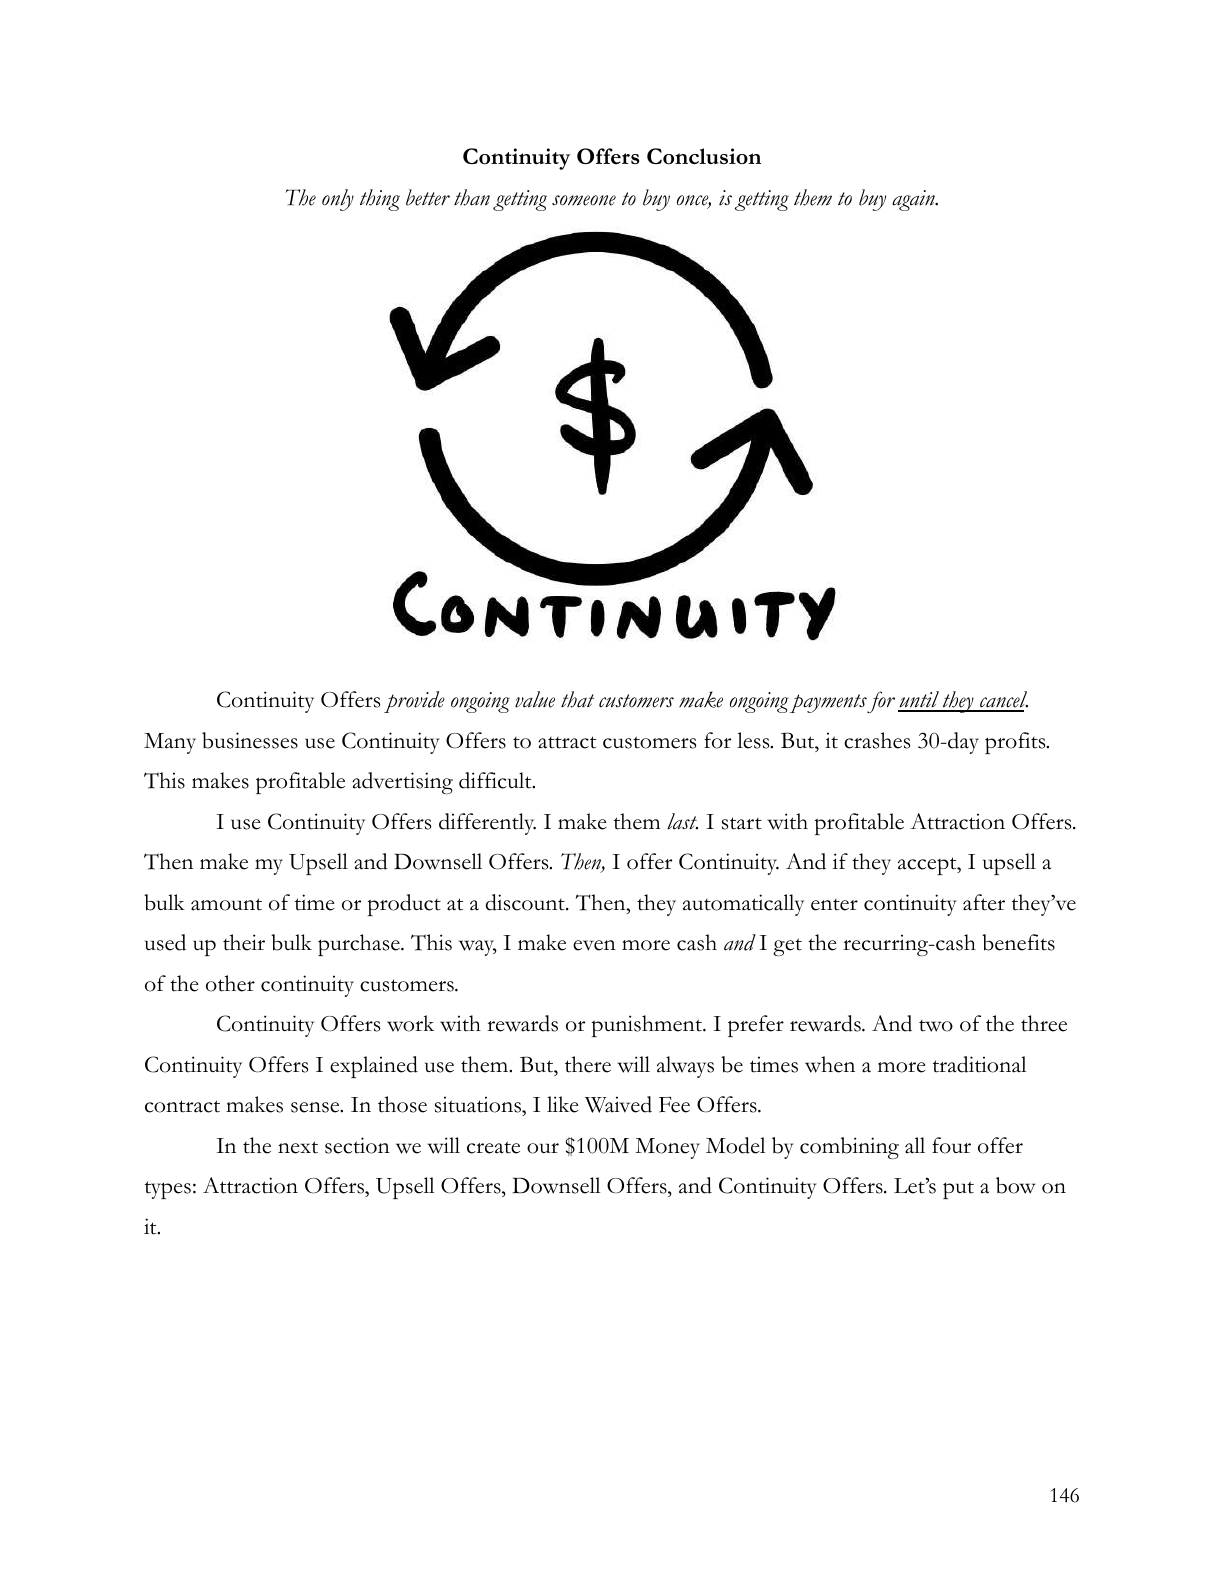 Continuity Offers Conclusion
The only thing better than getting someone to buy once, is getting them to buy again.
$
CONTINUITY
Continuity Offers provide ongoing value that customers make ongoing payments for until they cancel.
Many businesses use Continuity Offers to attract customers for less. But, it crashes 30-day profits.
This makes profitable advertising difficult.
I use Continuity Offers differently. I make them last. I start with profitable Attraction Offers.
Then make my Upsell and Downsell Offers. Then, I offer Continuity. And if they accept, I upsell a
bulk amount of time or product at a discount. Then, they automatically enter continuity after they’ve
used up their bulk purchase. This way, I make even more cash and I get the recurring-cash benefits
of the other continuity customers.
Continuity Offers work with rewards or punishment. I prefer rewards. And two of the three
Continuity Offers I explained use them. But, there will always be times when a more traditional
contract makes sense. In those situations, I like Waived Fee Offers.
In the next section we will create our $100M Money Model by combining all four offer
types: Attraction Offers, Upsell Offers, Downsell Offers, and Continuity Offers. Let’s put a bow on
it.
146